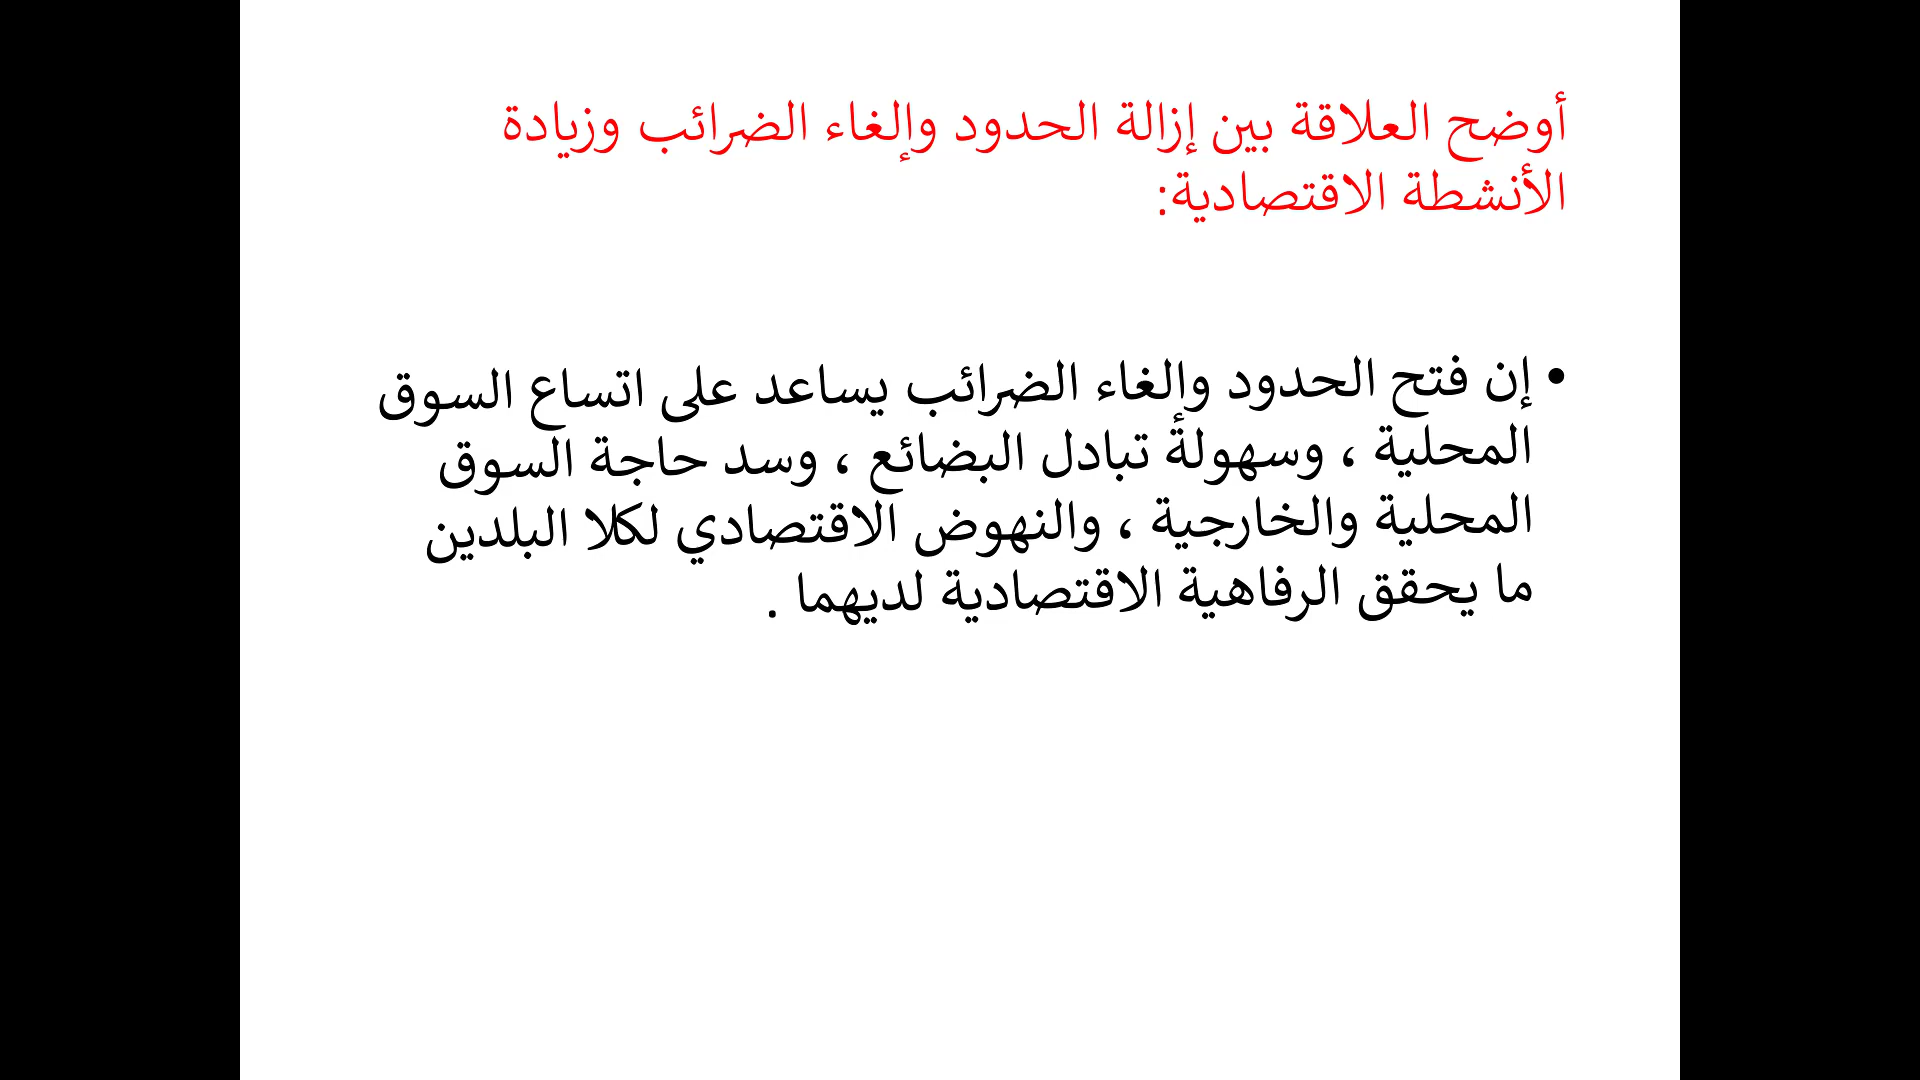 أوضح العلاقة بين إزالة الحدود وإلغاء الضرائب وزيادة
الأنشطة الاقتصادية:
• إن فتح الحدود وإلغاء الضرائب يساعد على اتساع السوق
المحلية ، وسهولة تبادل البضائع ، وسد حاجة السوق
المحلية والخارجية ، والنهوض الاقتصادي لكلا البلدين
ما يحقق الرفاهية الاقتصادية لديهما .